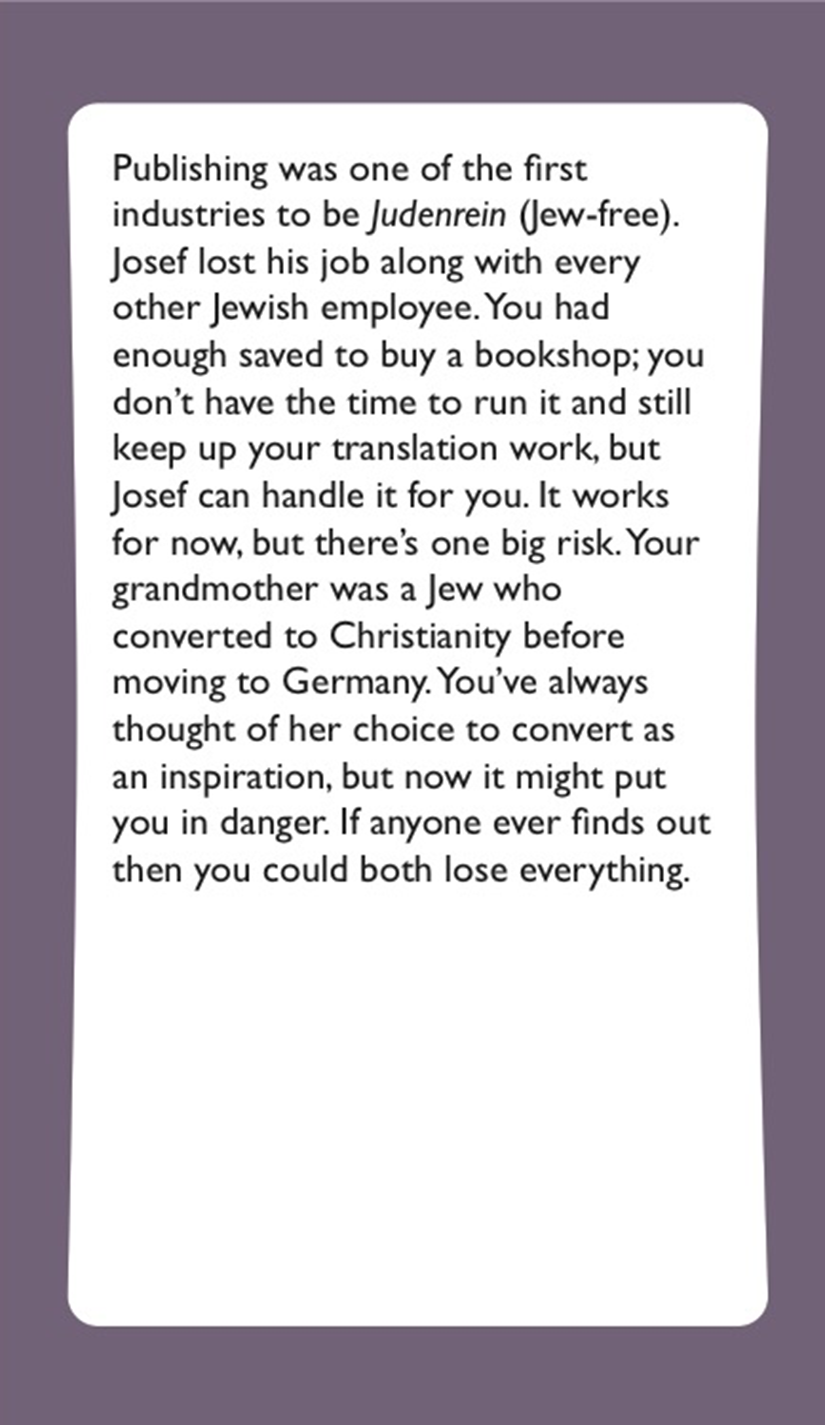 Publishing was one of the first
industries to be Judenrein (Jew-free).
Josef lost his job along with every
other Jewish employee. You had
enough saved to buy a bookshop; you
don’t have the time to run it and still
keep up your translation work, but
Josef can handle it for you. It works
for now, but there’s one big risk. Your
grandmother was a Jew who
converted to Christianity before
moving to Germany. You’ve always
thought of her choice to convert as
an inspiration, but now it might put
you in danger. If anyone ever finds out
then you could both lose everything.